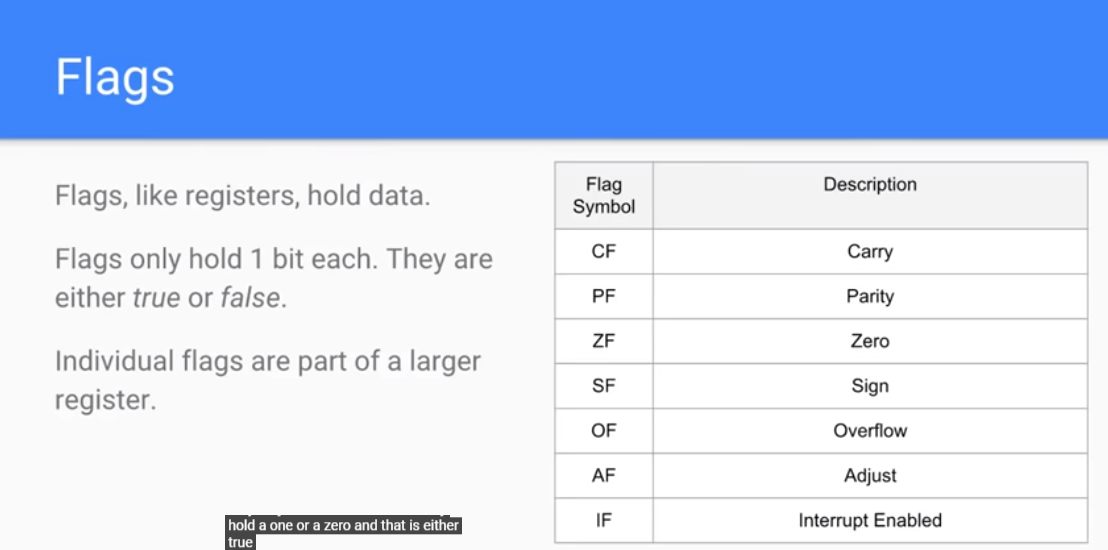 Flags
Flags, like registers, hold data.
Flags only hold 1 bit each. They are
either true or false.
Individual flags are part of a larger
register.
Flag
Symbol
Description
CF
Carry
PF
Parity
ZF
Zero
SF
Sign
OF
Overflow
AF
Adjust
IF
Interrupt Enabled
hold a one or a zero and that is either
true